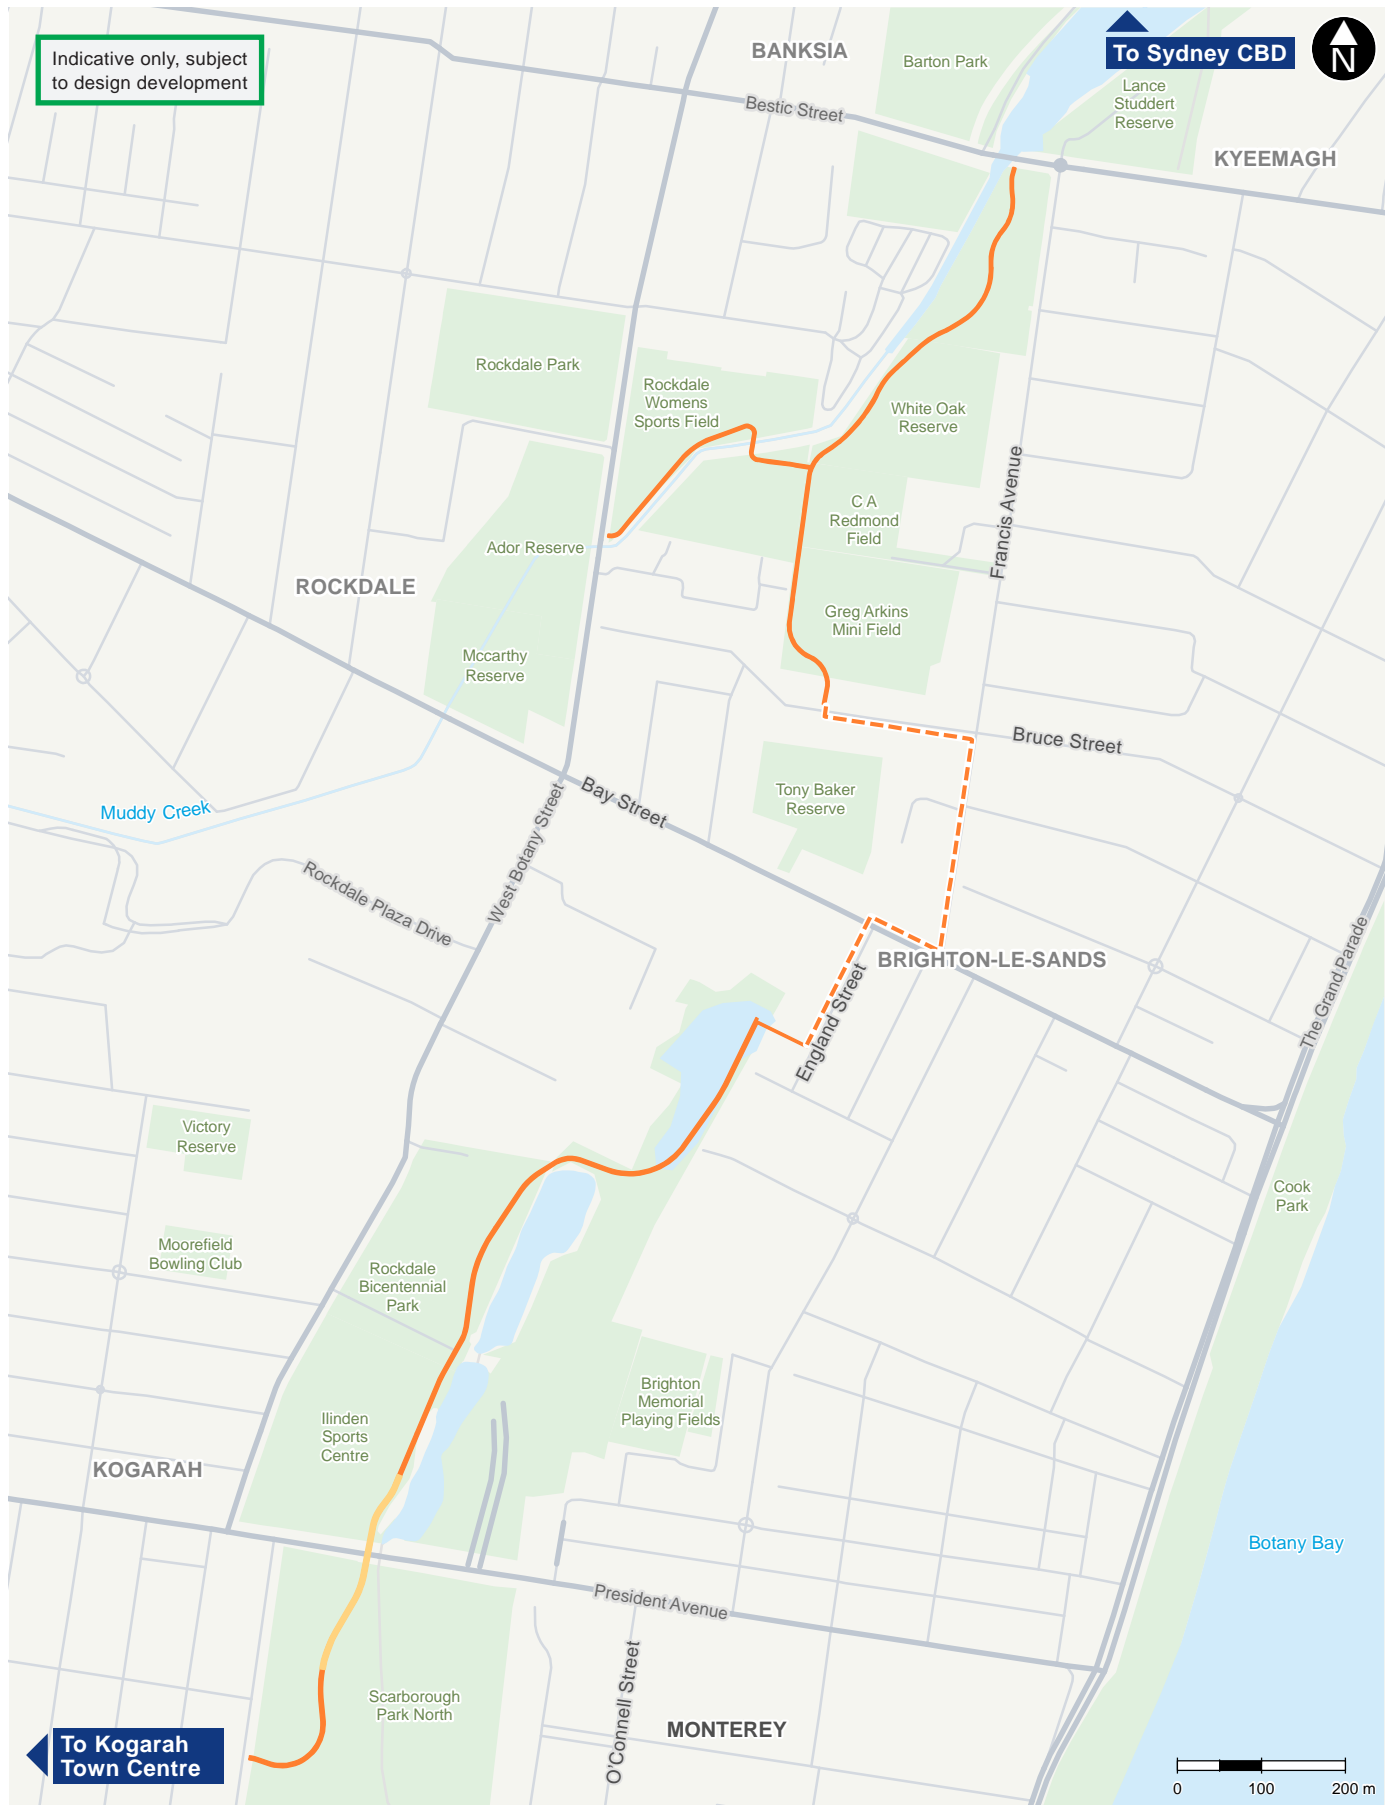 Indicative only, subject
to design development
BANKSIA
Barton Park
To Sydney CBD
N
Lance
Studdert
Reserve
Bestic Street
KYEEMAGH
Rockdale Park
Rockdale
Womens
Sports Field
White Oak
Reserve
Francis Avenue
C A
Redmond
Field
Ador Reserve
ROCKDALE
Greg Arkins
Mini Field
Mccarthy
Reserve
Bruce Street
Tony Baker
Reserve
Bay Street
Muddy Creek
West Botany Street
Rockdale Plaza Drive
BRIGHTON-LE-SANDS
England Street
The Grand Parade
Victory
Reserve
Cook
Park
Moorefield
Bowling Club
Rockdale
Bicentennial
Park
Brighton
Memorial
Playing Fields
Ilinden
Sports
Centre
KOGARAH
Botany Bay
President Avenue
O'Connell Street
Scarborough
Park North
MONTEREY
To Kogarah
Town Centre
0 100 200 m